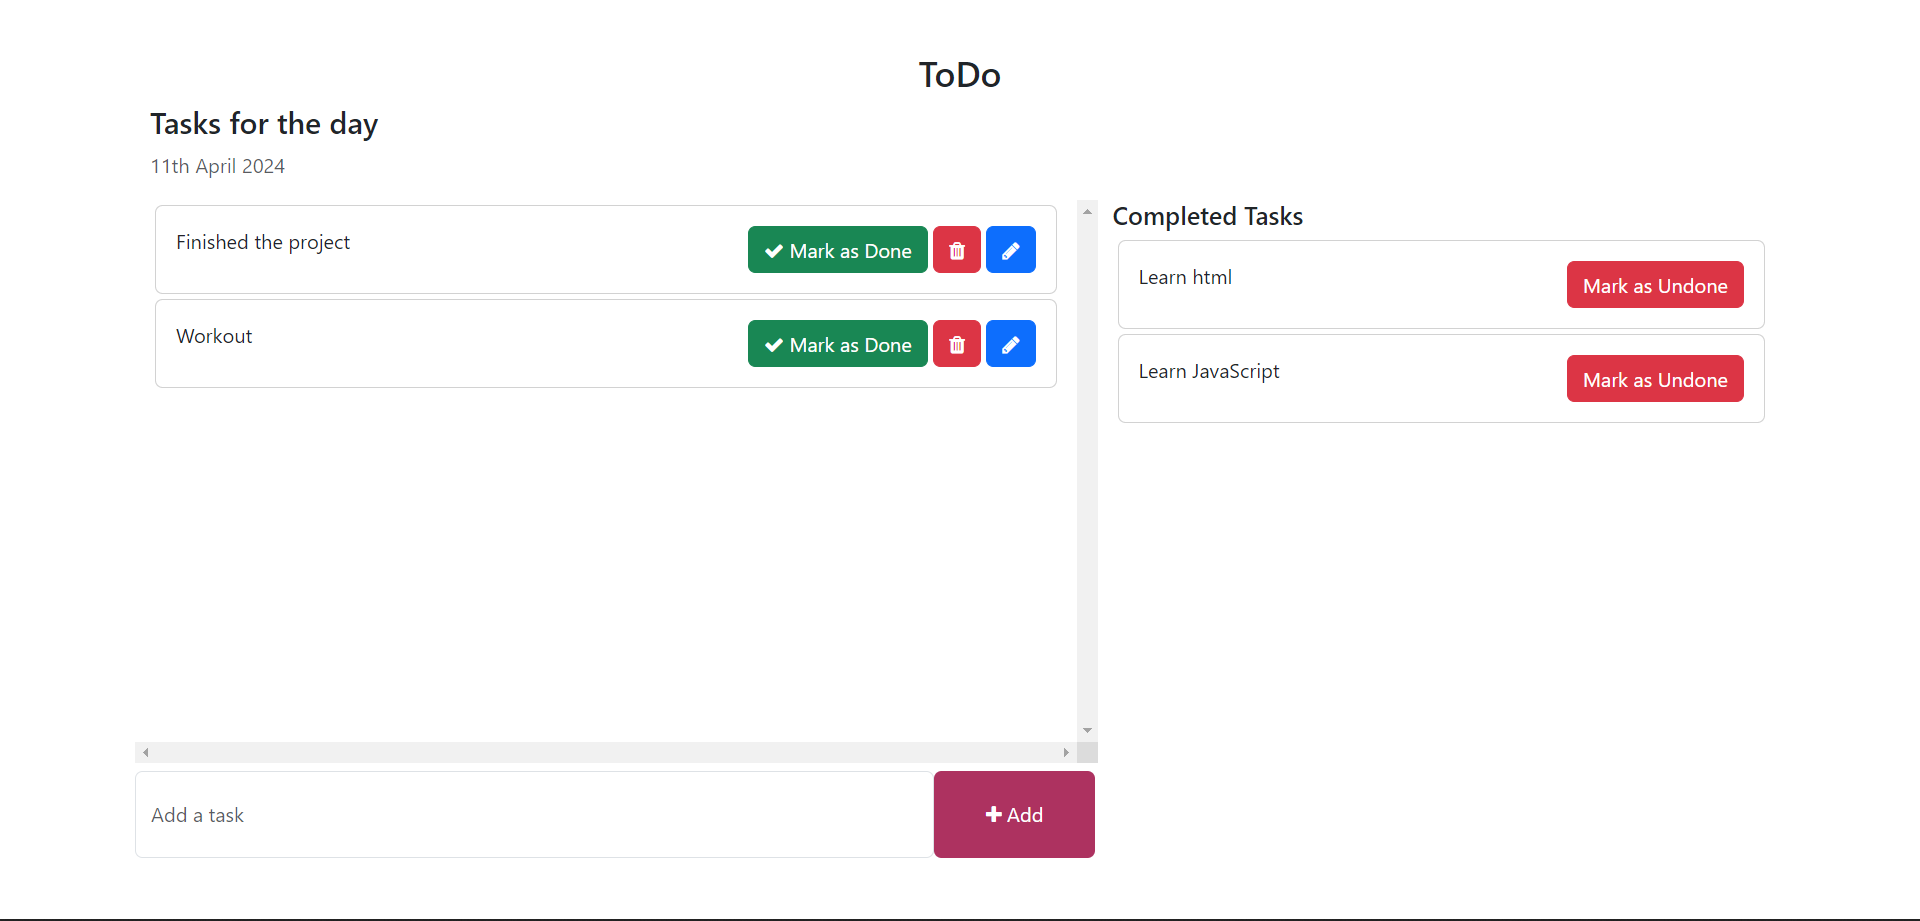 ToDo
Tasks for the day
11th April 2024
Finished the project
Mark as Done
Workout
Mark as Done
Add a task
Add
Completed Tasks
Learn html
Mark as Undone
Learn JavaScript
Mark as Undone